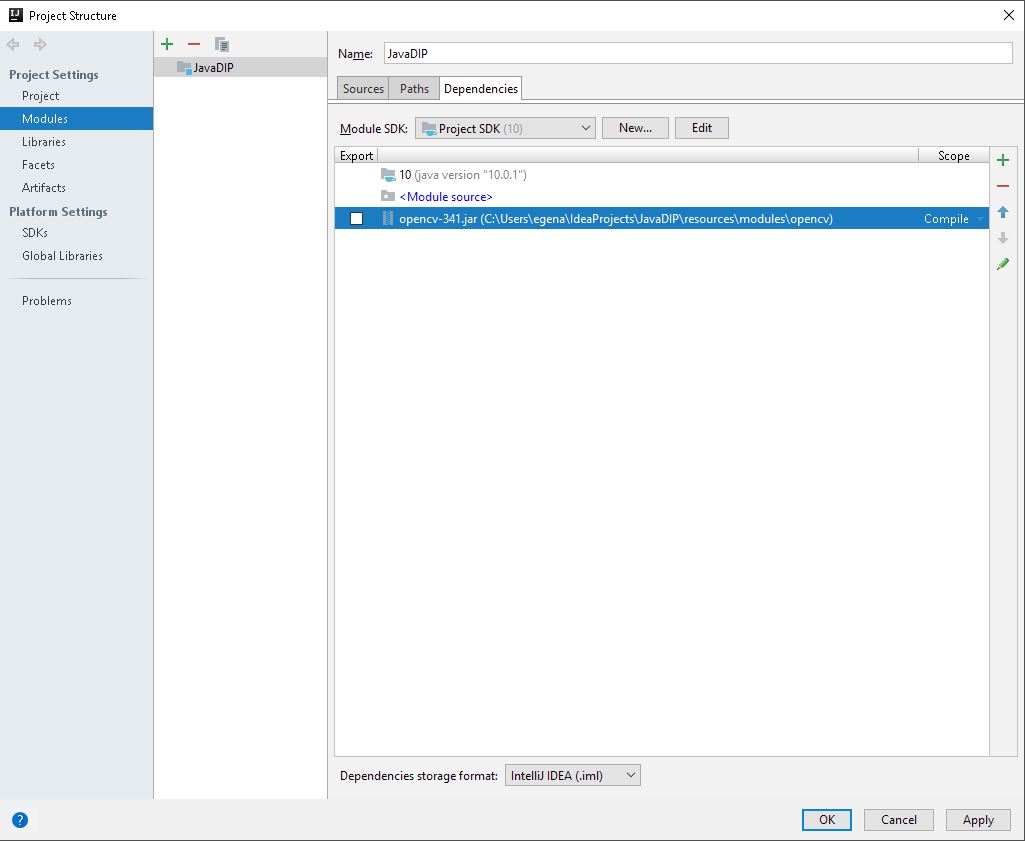 Project Structure
Project Settings
Project
Modules
Libraries
Facets
Artifacts
Platform Settings
SDKs
Global Libraries
Problems
JavaDIP
Name: JavaDIP
Sources Paths Dependencies
Module SDK: Project SDK (10) New... Edit
Export Scope
10 (java version "10.0.1")
<Module source>
opencv-341.jar (C:\Users\egena\IdeaProjects\JavaDIP\resources\modules\opencv) Compile
Dependencies storage format: IntelliJ IDEA (.iml)
? OK Cancel Apply